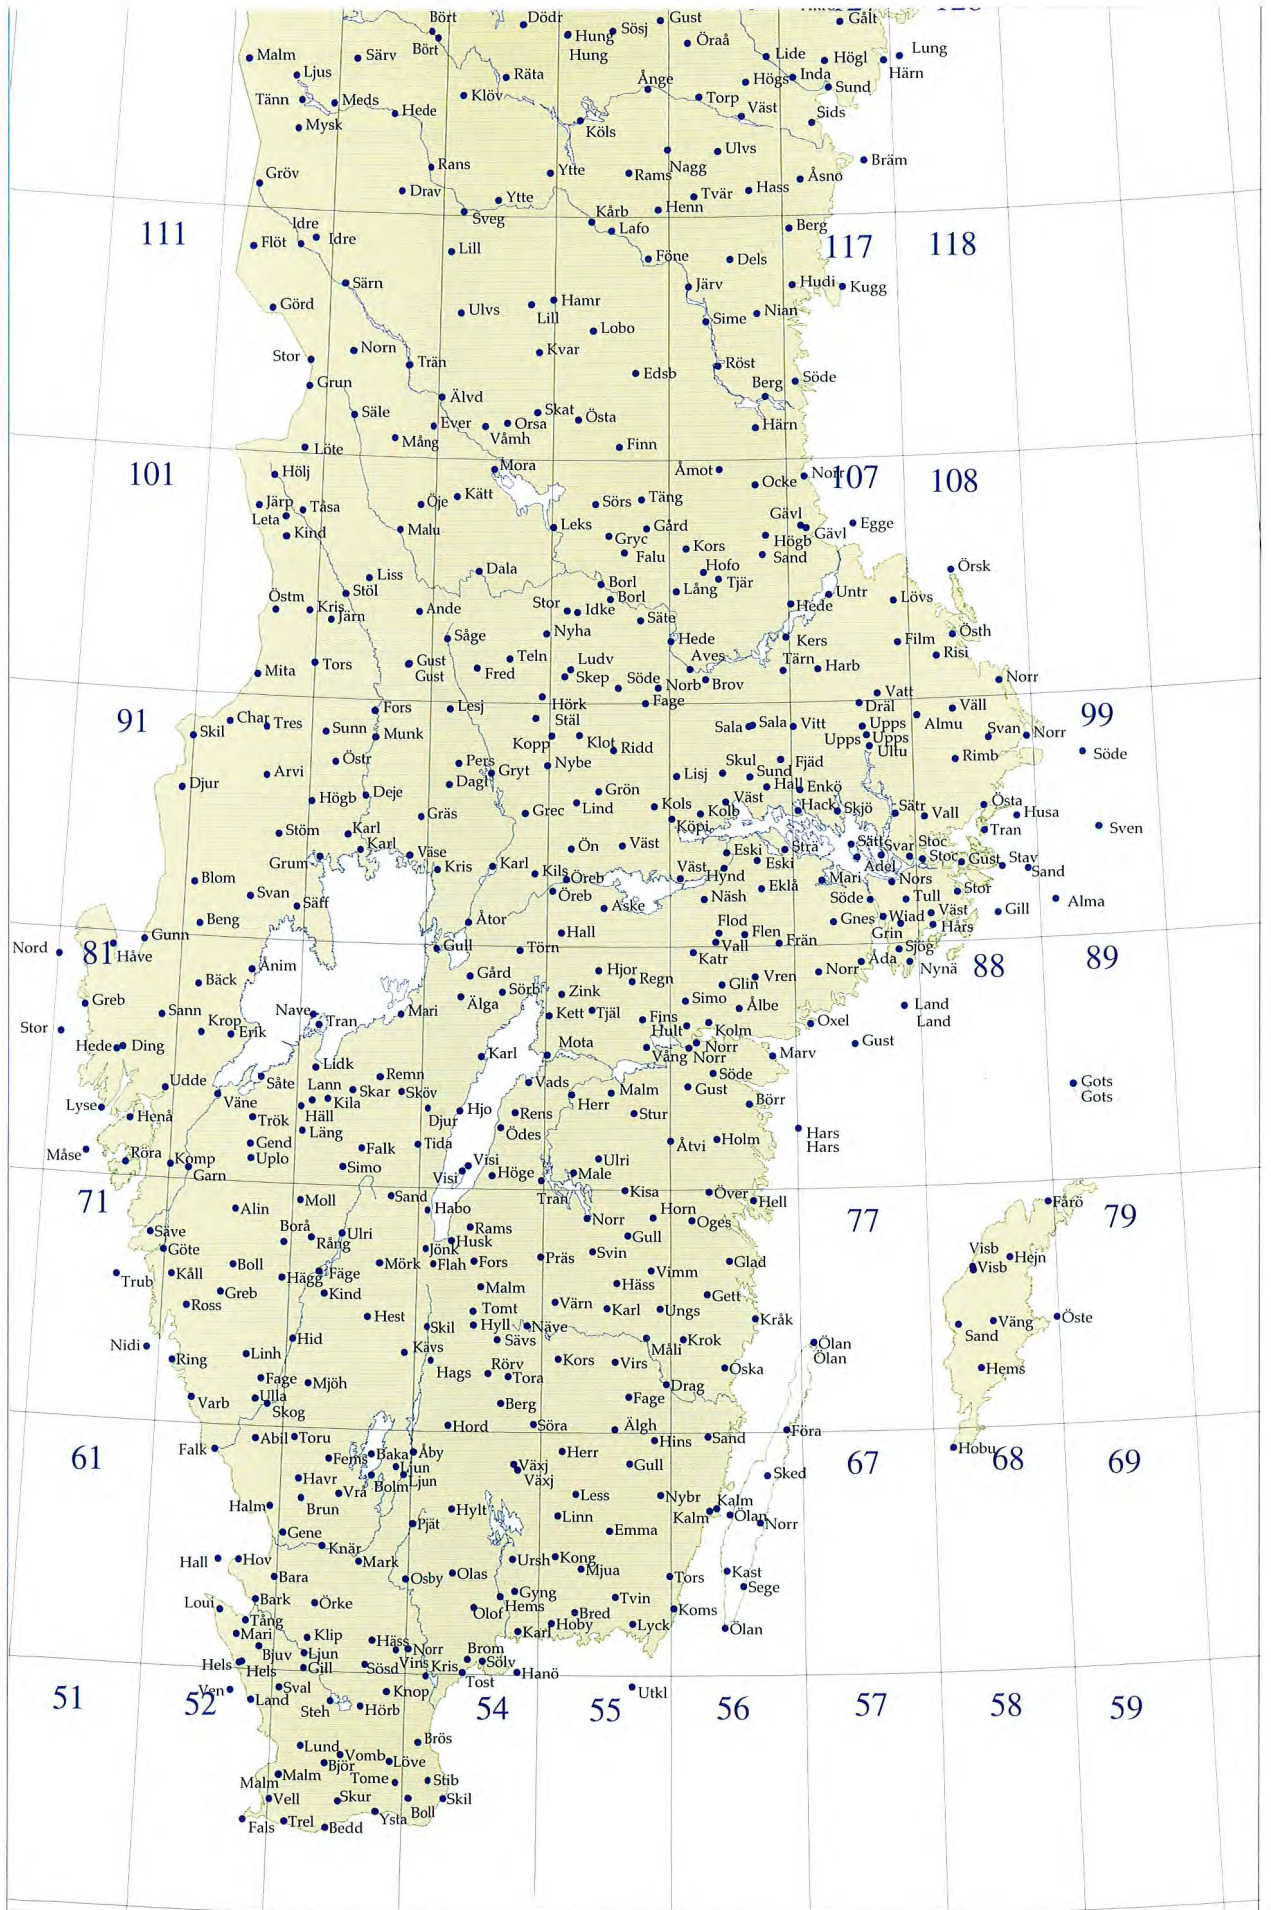 Bört
Dödr
Gust
Gålt
Bört
Hung
Sösj
Öraå
Hung
Malm
Särv
Lide
Högl
Lung
Härn
Ljus
Räta
Ånge
Högs
Inda
Sund
Tänn
Meds
Hede
Klöv
Torp
Väst
Sids
Mysk
Köls
Ulvs
Bräm
Gröv
Rans
Ytte
Rams
Nagg
Åsno
Drav
Ytte
Tvär
Hass
Sveg
Kårb
Henn
111
Idre
Idre
Flöt
Lafo
Berg
117
118
Lill
Föne
Dels
Särn
Järv
Hudi
Kugg
Görd
Ulvs
Hamr
Lill
Sime
Nian
Lobo
Stor
Norn
Trän
Kvar
Röst
Grun
Edsb
Berg
Söde
Älvd
Säle
Skat
Östa
Ever
Orsa
Härn
Mång
Våmh
Löte
Finn
101
Hölj
Mora
Åmot
Ocke
Norr
107
108
Järp
Tåsa
Öje
Kätt
Sörs
Täng
Leta
Kind
Malu
Leks
Gård
Gävl
Gävl
Egge
Gryc
Högb
Falu
Kors
Sand
Liss
Dala
Hofo
Örsk
Stöl
Borl
Tjär
Östm
Borl
Lång
Untr
Lövs
Kris
Järn
Ande
Stor
Idke
Säte
Hede
Såge
Nyha
Hede
Kers
Film
Östh
Risi
Mita
Tors
Gust
Gust
Teln
Fred
Ludv
Skep
Aves
Tärn
Harb
Söde
Norb
Brov
Norr
Vatt
91
Fors
Lesj
Hörk
Fage
Dräl
Väll
99
Char
Tres
Skil
Sunn
Munk
Stäl
Sala
Sala
Vitt
Upps
Almu
Svan
Norr
Kopp
Klot
Ridd
Upps
Upps
Ultu
Söde
Rimb
Djur
Arvi
Östr
Pers
Dagl
Gryt
Nybe
Lisj
Skul
Sund
Fjäd
Högb
Deje
Grön
Lind
Hall
Enkö
Gräs
Grec
Kols
Kolb
Väst
Hack
Skjö
Sätr
Vall
Östa
Husa
Stöm
Karl
Karl
Köpi
Tran
Sven
Grum
Väse
Ön
Väst
Eski
Eski
Strä
Sätt
Svar
Stoc
Stoc
Gust
Stav
Sand
Kris
Karl
Kils
Öreb
Väst
Hynd
Adel
Blom
Svan
Säff
Öreb
Aske
Näsh
Eklå
Mari
Söde
Nors
Tull
Stor
Gill
Alma
Beng
Åtor
Hall
Flod
Flen
Frän
Gnes
Wiad
Väst
Grin
Hårs
Nord
81
Håve
Gunn
Gull
Törn
Vall
Katr
Sjög
Nynä
88
89
Ånim
Bäck
Gård
Sörb
Hjor
Regn
Glin
Vren
Norr
Åda
Greb
Sann
Älga
Zink
Simo
Ålbe
Land
Land
Stor
Krop
Erik
Nave
Tran
Mari
Kett
Tjäl
Fjns
Hult
Kolm
Oxel
Gust
Hede
Ding
Karl
Mota
Vång
Norr
Norr
Marv
Udde
Såte
Lidk
Remn
Vads
Malm
Söde
Gust
Gots
Gots
Lyse
Henå
Väne
Lann
Kila
Skar
Sköv
Hjo
Herr
Börr
Trök
Häll
Läng
Djur
Rens
Stur
Ödes
Hars
Hars
Måse
Röra
Komp
Garn
Gend
Uplo
Falk
Tida
Åtvi
Holm
Simo
Visi
Visi
Höge
Male
Ulri
71
Alin
Moll
Sand
Habo
Tran
Kisa
Över
Hell
Fårö
77
79
Säve
Borå
Ulri
Rams
Norr
Horn
Oges
Göte
Rång
Husk
Jönk
Gull
Visb
Visb
Hejn
Trub
Kåll
Boll
Hägg
Fäge
Mörk
Flah
Fors
Präs
Svin
Vimm
Glad
Greb
Kind
Malm
Häss
Gett
Ross
Hest
Tomt
Värn
Karl
Ungs
Kråk
Väng
Öste
Sand
Nidi
Hid
Skil
Hyll
Näve
Sävs
Måli
Krok
Ölan
Ölan
Ring
Linh
Kävs
Hags
Rörv
Tora
Kors
Virs
Oska
Hems
Fage
Mjöh
Drag
Varb
Ulla
Skog
Berg
Fage
Hord
Söra
Älgh
Föra
Falk
Abil
Toru
Hins
Sand
Hobu
61
67
68
69
Fems
Baka
Åby
Herr
Gull
Havr
Ljun
Ljun
Växj
Växj
Sked
Vrå
Bolm
Halm
Brun
Hylt
Less
Nybr
Kalm
Kalm
Ölan
Norr
Gene
Pjät
Linn
Emma
Knär
Hall
Hov
Mark
Ursh
Kong
Mjua
Kast
Bara
Osby
Olas
Tors
Sege
Loui
Bark
Örke
Gyng
Hems
Tvin
Koms
Tång
Olof
Bred
Hoby
Lyck
Ölan
Mari
Klip
Häss
Karl
Bjuv
Ljun
Norr
Brom
Hels
Hels
Gill
Sösd
Vins
Kris
Sölv
Hanö
Tost
51
Ven
52
Sval
Land
Steh
Knop
Hörb
54
55
Utkl
56
57
58
59
Lund
Vomb
Brös
Björ
Löve
Malm
Malm
Tome
Stib
Vell
Skur
Boll
Skil
Fals
Trel
Bedd
Ysta